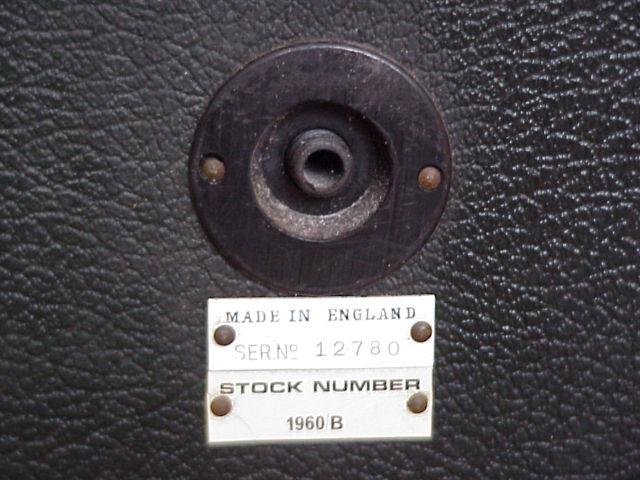 MADE IN ENGLAND
SER.Nº 12780
STOCK NUMBER
1960 B